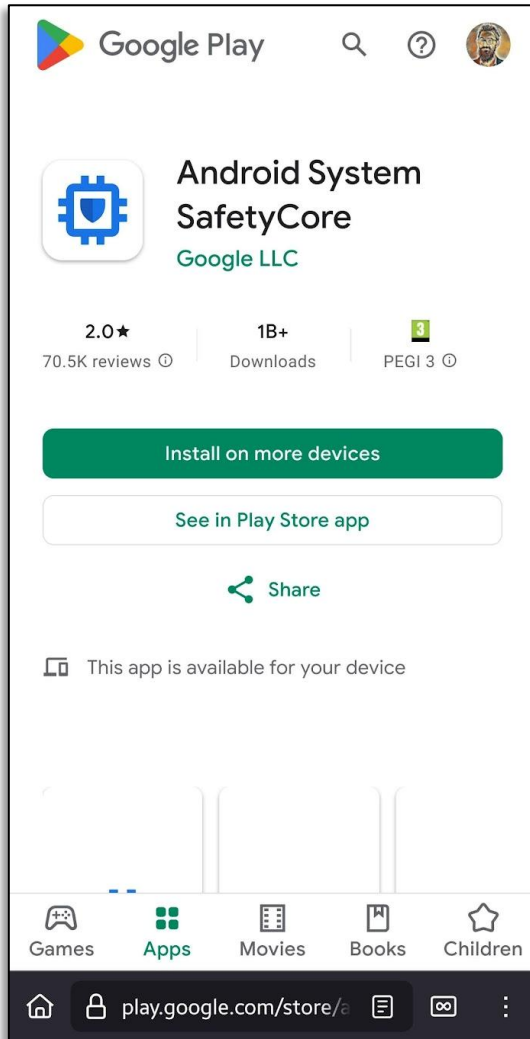 Google Play
Android System
SafetyCore
Google LLC
2.0★ 1B+ 3
70.5K reviews Downloads PEGI 3
Install on more devices
See in Play Store app
Share
This app is available for your device
Games Apps Movies Books Children
play.google.com/store/a